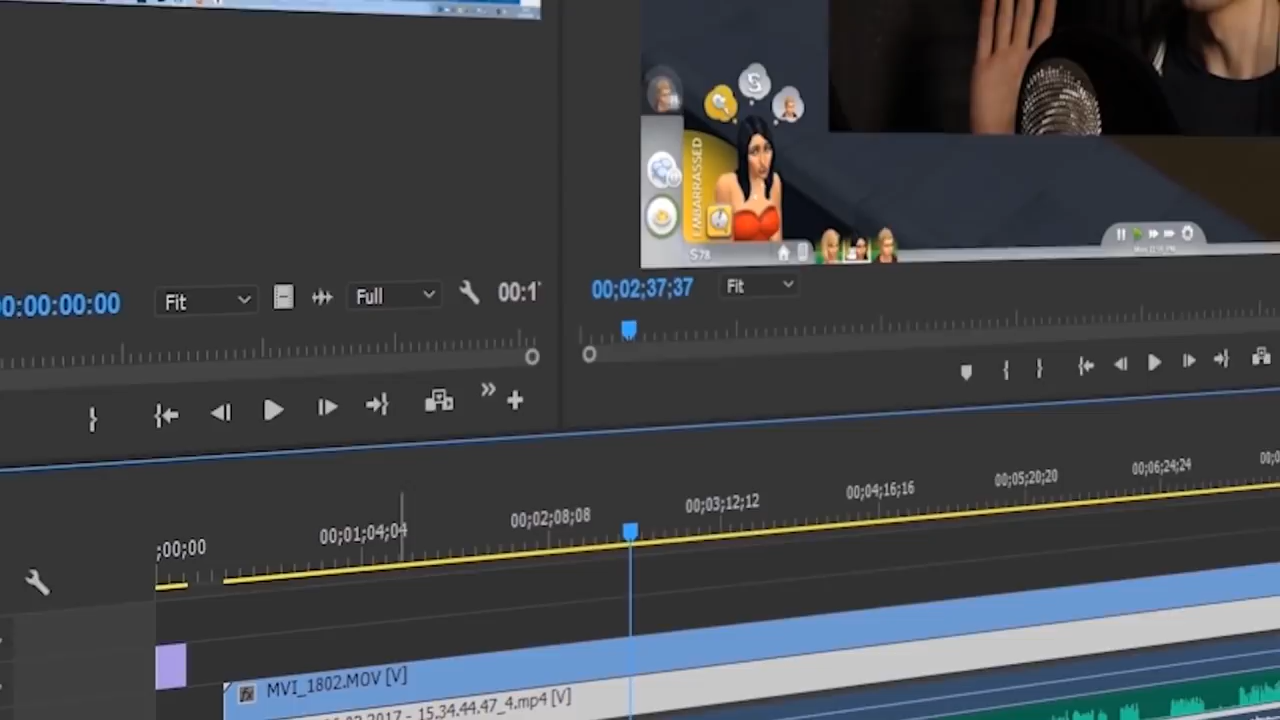 EMBARRASSED
§78
00:00:00:00
Fit
Full
00:1
00;02;37;37
Fit
;00;00
00;01;04;04
00;02;08;08
00;03;12;12
00;04;16;16
00;05;20;20
00;06;24;24
fx MVI_1802.MOV [V]
.2017 - 15.34.44.47_4.mp4 [V]